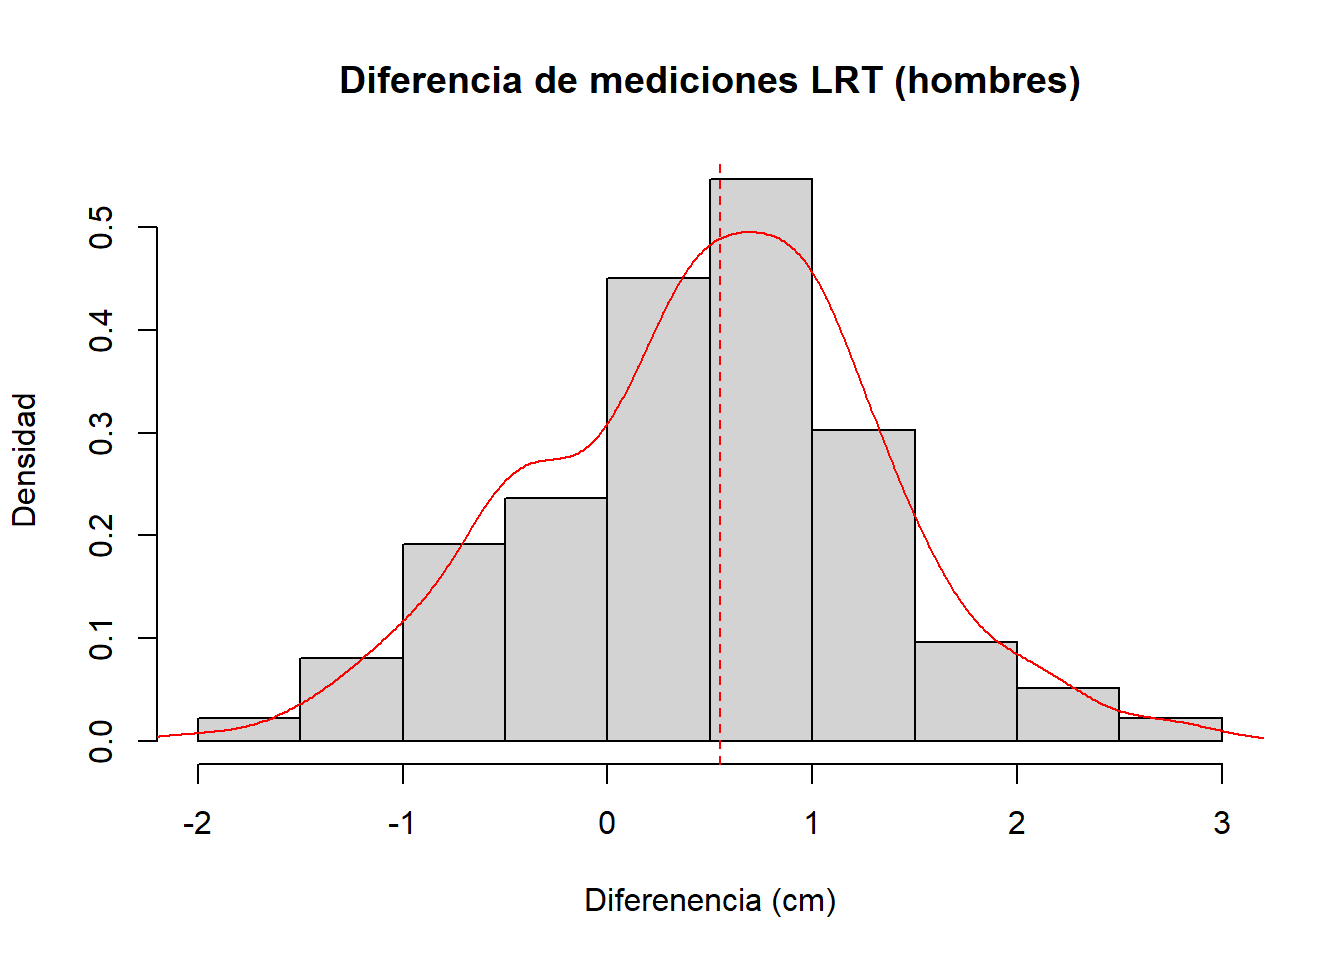 Diferencia de mediciones LRT (hombres)
Densidad
0.5
0.4
0.3
0.2
0.1
0.0
-2 -1 0 1 2 3
Diferenencia (cm)